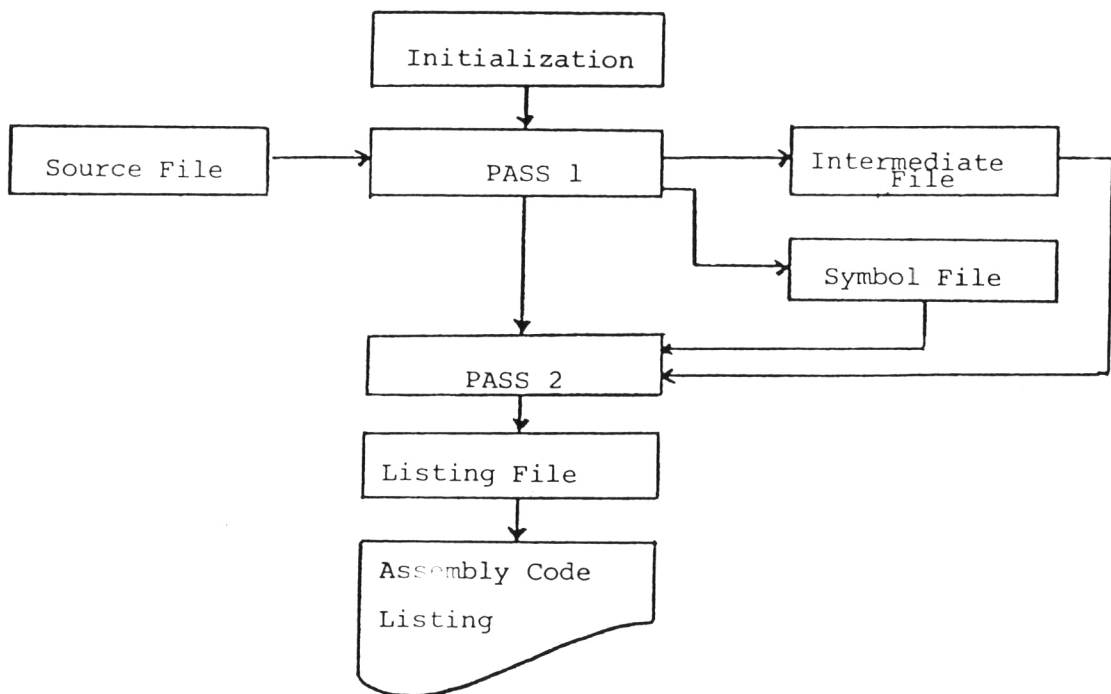 Initialization
Source File
PASS 1
Intermediate
File
Symbol File
PASS 2
Listing File
Assembly Code
Listing